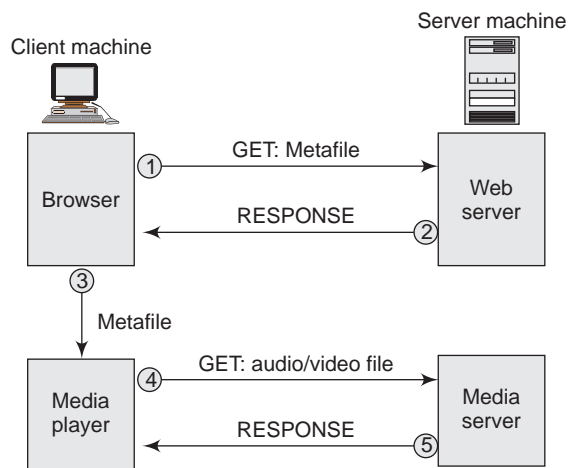 Server machine
Client machine
GET: Metafile
1
Browser
Web
server
RESPONSE
2
3
Metafile
GET: audio/video file
4
Media
player
Media
server
RESPONSE
5